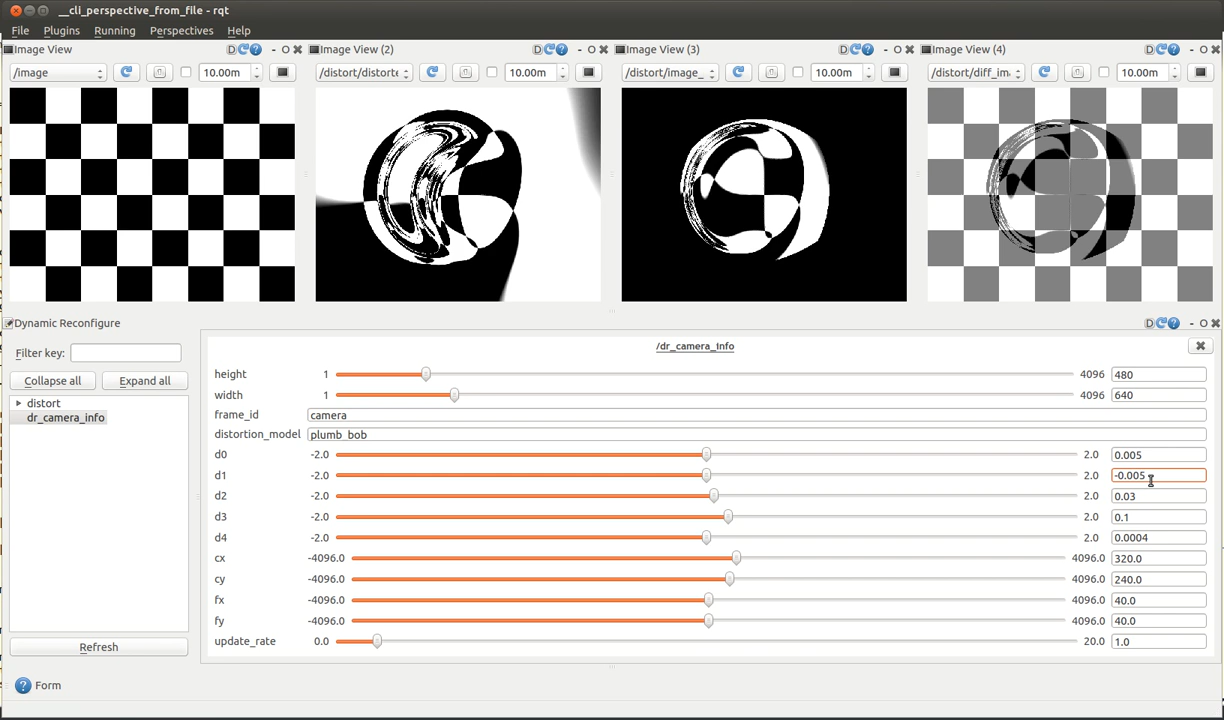 __cli_perspective_from_file - rqt
File Plugins Running Perspectives Help
Image View D
Image View (2) D
Image View (3) D
Image View (4) D
/image 10.00m
/distort/distorte 10.00m
/distort/image_ 10.00m
/distort/diff_im 10.00m
Dynamic Reconfigure D
Filter key:
Collapse all Expand all
distort
dr_camera_info
Refresh
/dr_camera_info
height 1 4096 480
width 1 4096 640
frame_id camera
distortion_model plumb_bob
d0 -2.0 2.0 0.005
d1 -2.0 2.0 -0.005
d2 -2.0 2.0 0.03
d3 -2.0 2.0 0.1
d4 -2.0 2.0 0.0004
cx -4096.0 4096.0 320.0
cy -4096.0 4096.0 240.0
fx -4096.0 4096.0 40.0
fy -4096.0 4096.0 40.0
update_rate 0.0 20.0 1.0
Form